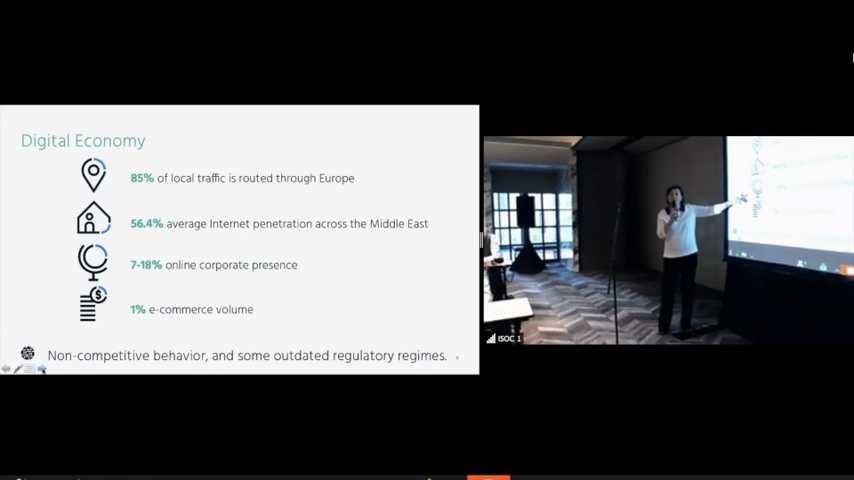 Digital Economy
85% of local traffic is routed through Europe
56.4% average Internet penetration across the Middle East
7-18% online corporate presence
1% e-commerce volume
Non-competitive behavior, and some outdated regulatory regimes.
6
ISOC 1